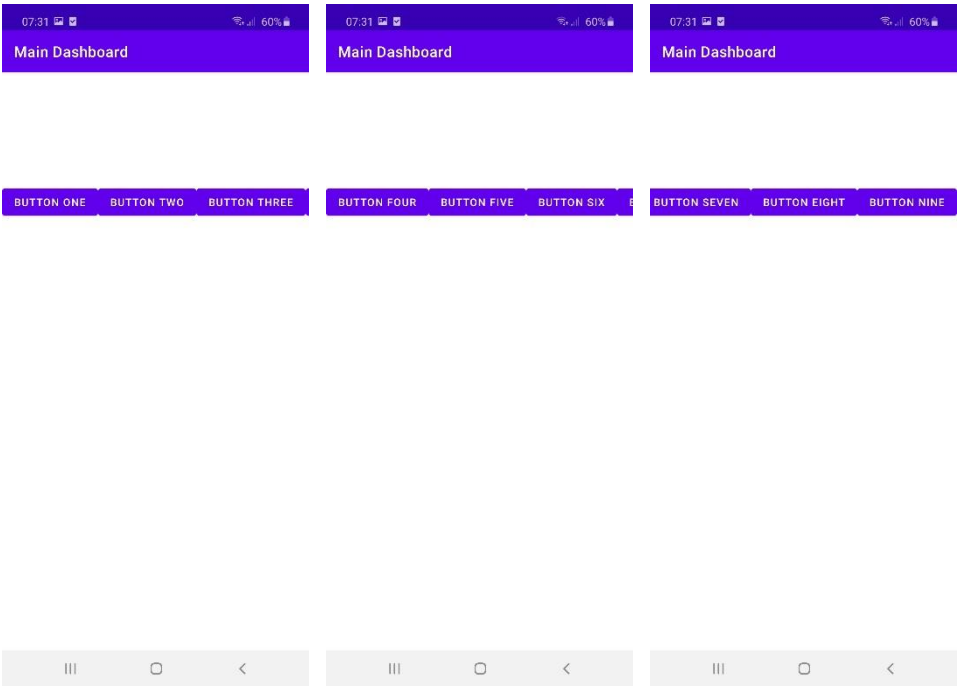 07:31 60%
Main Dashboard
BUTTON ONE BUTTON TWO BUTTON THREE
07:31 60%
Main Dashboard
BUTTON FOUR BUTTON FIVE BUTTON SIX
07:31 60%
Main Dashboard
BUTTON SEVEN BUTTON EIGHT BUTTON NINE